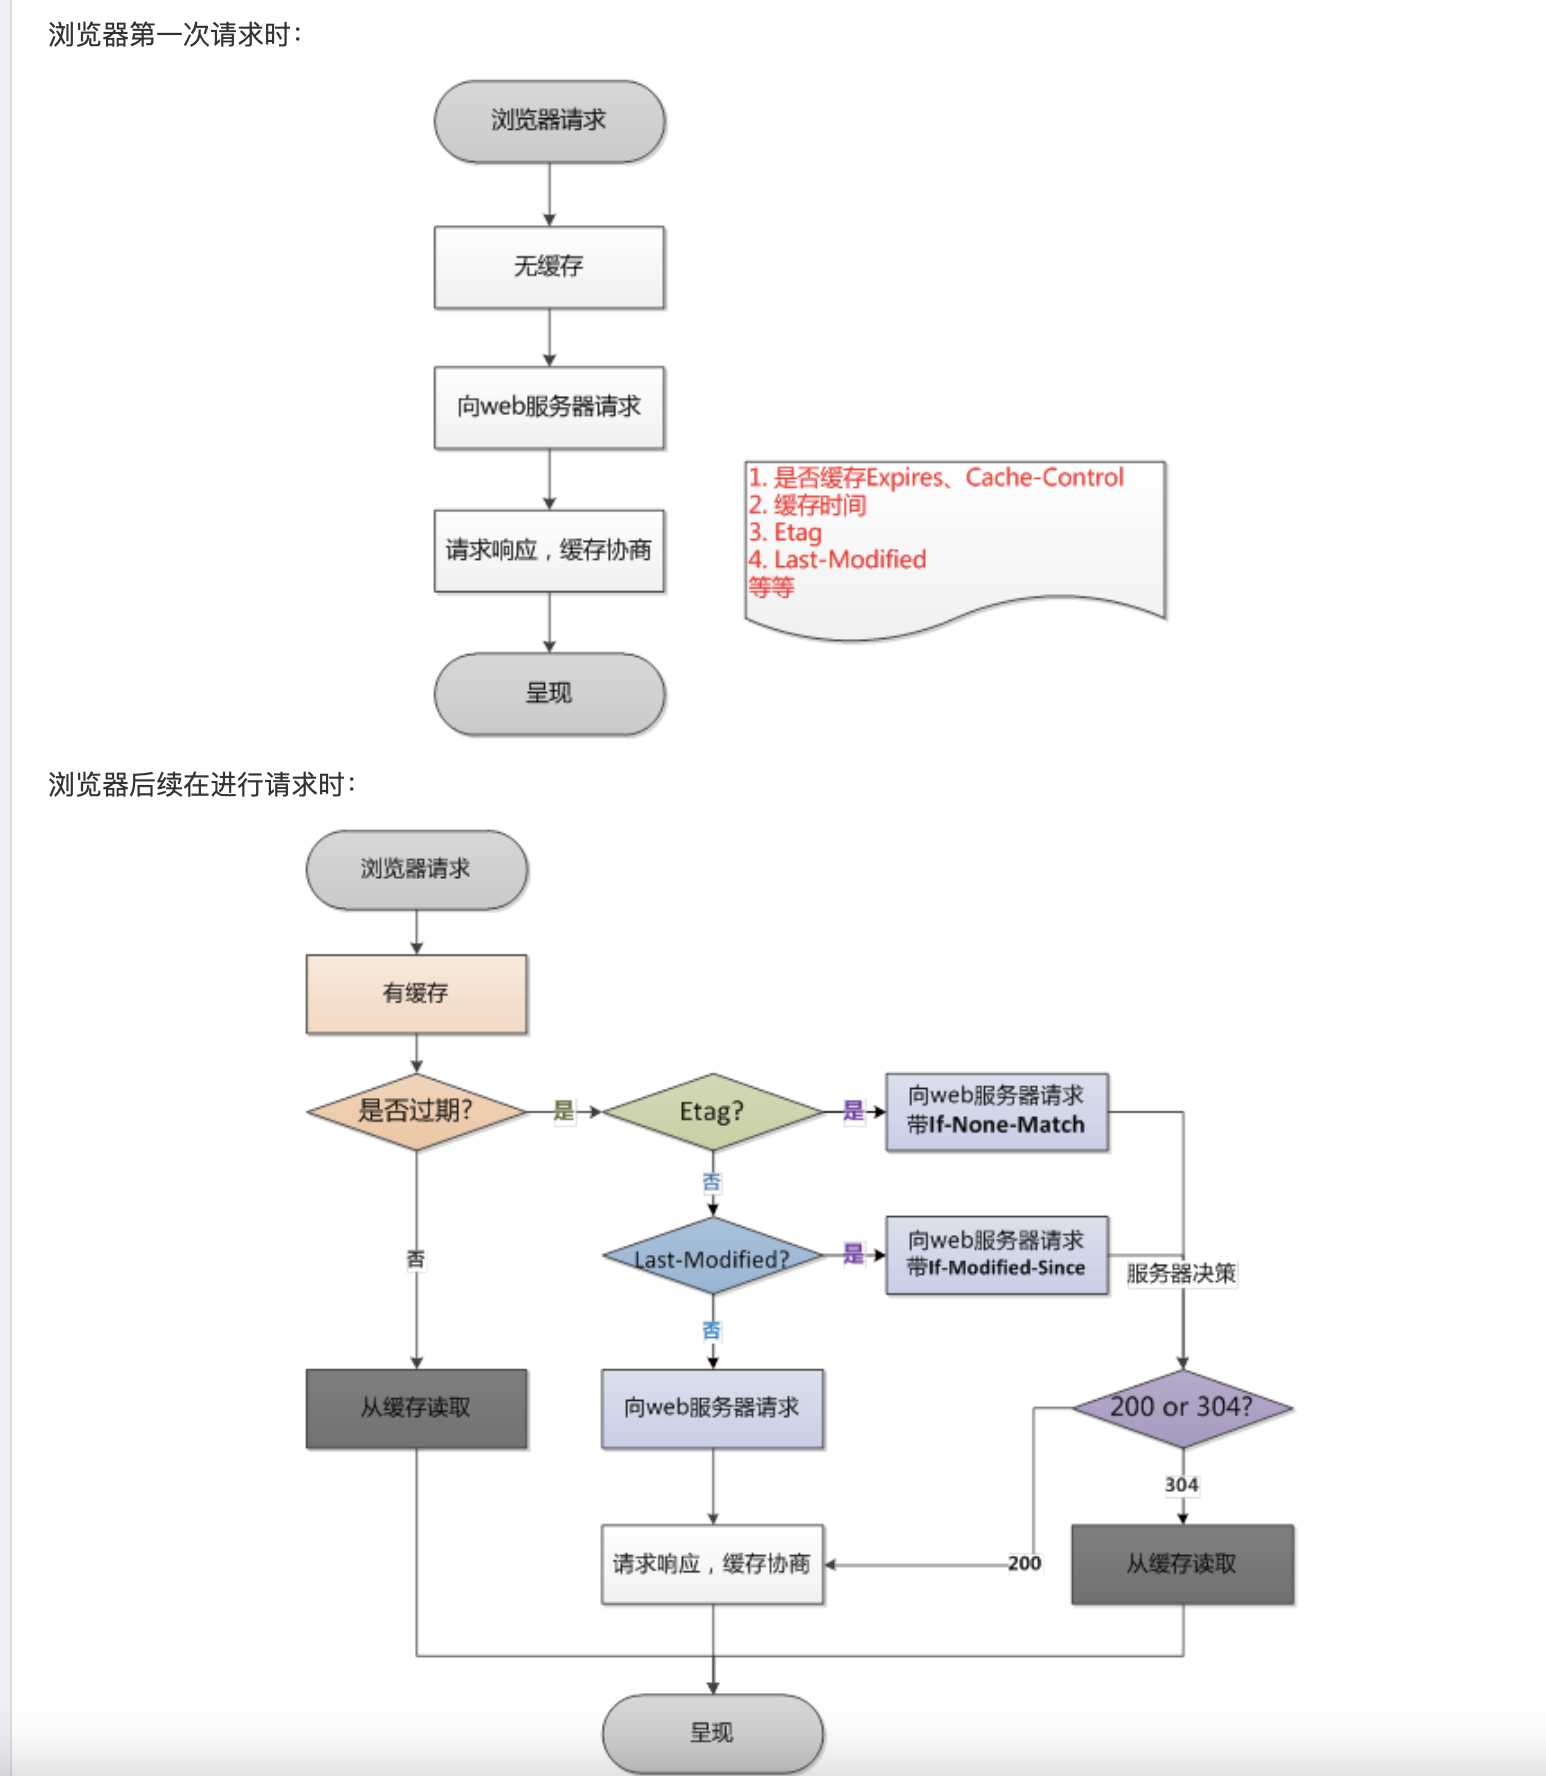 浏览器第一次请求时：
浏览器请求
无缓存
向web服务器请求
请求响应，缓存协商
1. 是否缓存Expires、Cache-Control
2. 缓存时间
3. Etag
4. Last-Modified
等等
呈现
浏览器后续在进行请求时：
浏览器请求
有缓存
是否过期?
是
Etag?
是
向web服务器请求
带If-None-Match
否
否
Last-Modified?
是
向web服务器请求
带If-Modified-Since
服务器决策
否
从缓存读取
向web服务器请求
200 or 304?
304
请求响应，缓存协商
200
从缓存读取
呈现